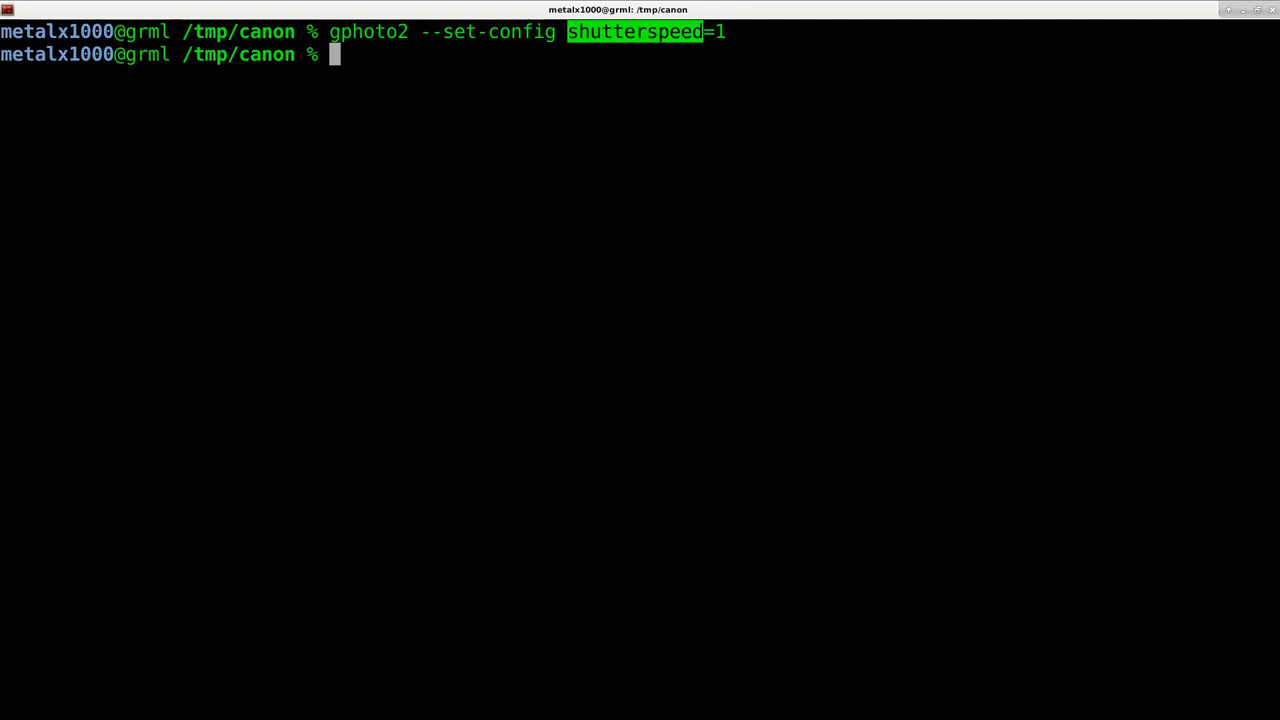 metalx1000@grml: /tmp/canon
metalx1000@grml /tmp/canon % gphoto2 --set-config shutterspeed=1
metalx1000@grml /tmp/canon %